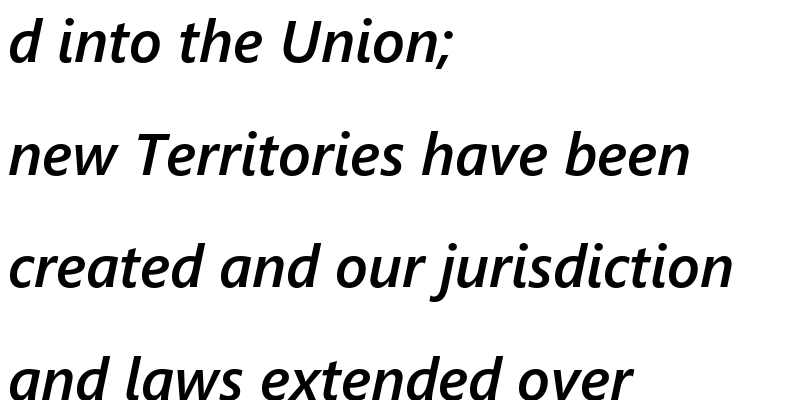 d into the Union;
new Territories have been
created and our jurisdiction
and laws extended over